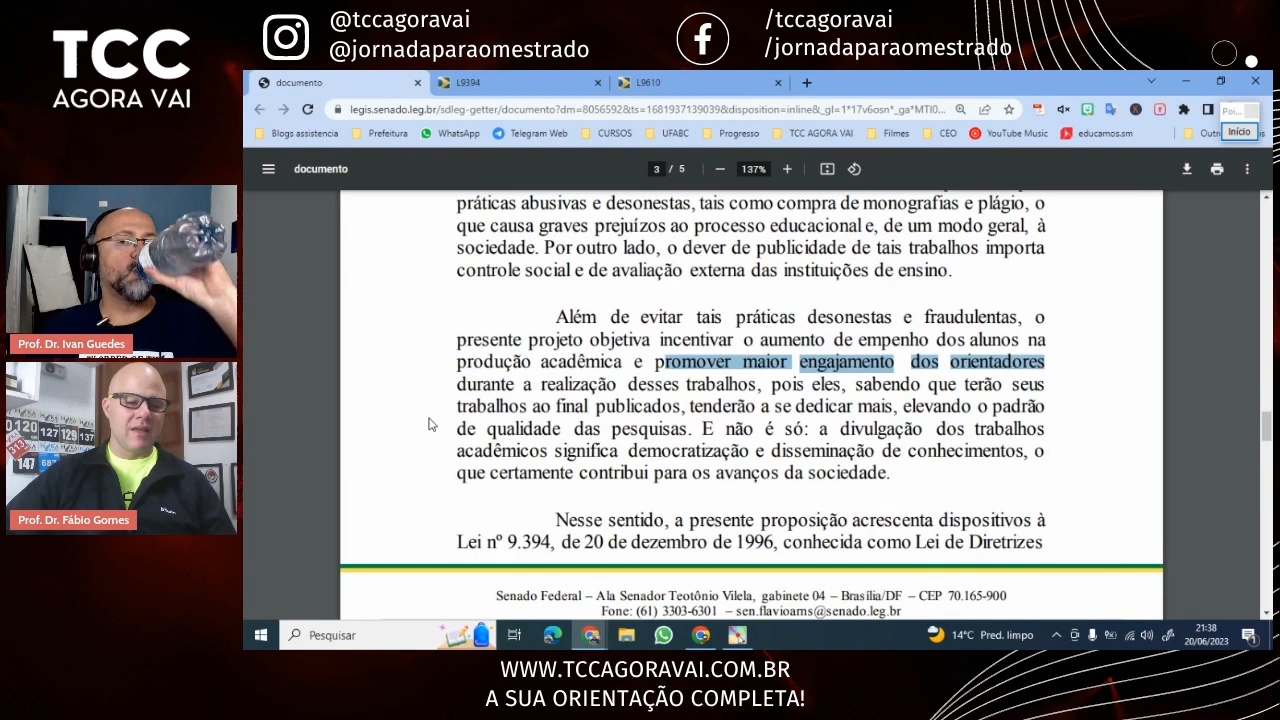 TCC
AGORA VAI
@tccagoravai
@jornadaparaomestrado
/tccagoravai
/jornadaparaomestrado
documento
L9394
L9610
legis.senado.leg.br/sdleg-getter/documento?dm=8056592&ts=1681937139039&disposition=inline&_gl=1*17v6osn*_ga*MTI0...
Poi...
Início
Blogs assistencia
Prefeitura
WhatsApp
Telegram Web
CURSOS
UFABC
Progresso
TCC AGORA VAI
Filmes
CEO
YouTube Music
educamos.sm
documento
3 / 5
137%
práticas abusivas e desonestas, tais como compra de monografias e plágio, o
que causa graves prejuízos ao processo educacional e, de um modo geral, à
sociedade. Por outro lado, o dever de publicidade de tais trabalhos importa
controle social e de avaliação externa das instituições de ensino.
Além de evitar tais práticas desonestas e fraudulentas, o
presente projeto objetiva incentivar o aumento de empenho dos alunos na
produção acadêmica e promover maior engajamento dos orientadores
durante a realização desses trabalhos, pois eles, sabendo que terão seus
trabalhos ao final publicados, tenderão a se dedicar mais, elevando o padrão
de qualidade das pesquisas. E não é só: a divulgação dos trabalhos
acadêmicos significa democratização e disseminação de conhecimentos, o
que certamente contribui para os avanços da sociedade.
Nesse sentido, a presente proposição acrescenta dispositivos à
Lei nº 9.394, de 20 de dezembro de 1996, conhecida como Lei de Diretrizes
Senado Federal – Ala Senador Teotônio Vilela, gabinete 04 – Brasília/DF – CEP 70.165-900
Fone: (61) 3303-6301 – sen.flavioarns@senado.leg.br
Prof. Dr. Ivan Guedes
120
127
129
137
313
147
Prof. Dr. Fábio Gomes
Pesquisar
14°C Pred. limpo
21:38
20/06/2023
WWW.TCCAGORAVAI.COM.BR
A SUA ORIENTAÇÃO COMPLETA!